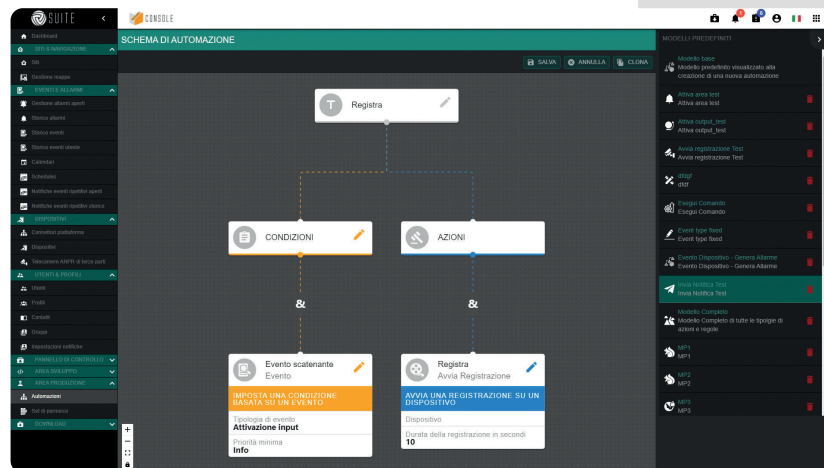 SUITE
CONSOLE
Dashboard
SITI & NAVIGAZIONE
Siti
Gestione mappe
EVENTI E ALLARMI
Gestione allarmi aperti
Storico allarmi
Storico eventi
Storico eventi utente
Calendari
Schedules
Notifiche eventi ripetitivi aperti
Notifiche eventi ripetitivi storico
DISPOSITIVI
Connettori piattaforma
Dispositivi
Telecamere ANPR di terze parti
UTENTI & PROFILI
Utenti
Profili
Contatti
Gruppi
Impostazioni notifiche
PANNELLO DI CONTROLLO
AREA SVILUPPO
AREA PRODUZIONE
Automazioni
Set di permessi
DOWNLOAD
SCHEMA DI AUTOMAZIONE
SALVA
ANNULLA
CLONA
T
Registra
CONDIZIONI
AZIONI
&
&
Evento scatenante
Evento
IMPOSTA UNA CONDIZIONE
BASATA SU UN EVENTO
Tipologia di evento
Attivazione input
Priorità minima
Info
Registra
Avvia Registrazione
AVVIA UNA REGISTRAZIONE SU UN
DISPOSITIVO
Dispositivo
Durata della registrazione in secondi
10
MODELLI PREDEFINITI
Modello base
Modello predefinito visualizzato alla
creazione di una nuova automazione
Attiva area test
Attiva area test
Attiva output_test
Attiva output_test
Avvia registrazione Test
Avvia registrazione Test
dfdgf
dfdf
Esegui Comando
Esegui Comando
Event type fixed
Event type fixed
Evento Dispositivo - Genera Allarme
Evento Dispositivo - Genera Allarme
Invia Notifica Test
Invia Notifica Test
Modello Completo
Modello Completo di tutte le tipolgie di
azioni e regole
MP1
MP1
MP2
MP2
MP3
MP3